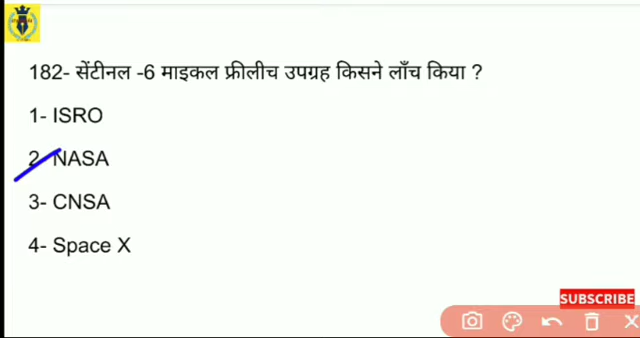 182- सेंटीनल -6 माइकल फ्रीलीच उपग्रह किसने लाँच किया ?
1- ISRO
2- NASA
3- CNSA
4- Space X
SUBSCRIBE